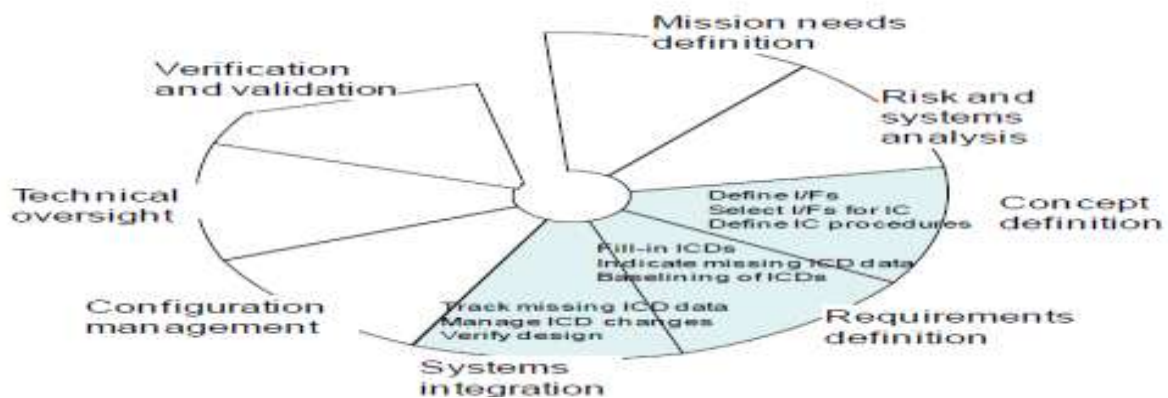 Mission needs
definition
Verification
and validation
Risk and
systems
analysis
Technical
oversight
Define I/Fs
Select I/Fs for IC
Define IC procedures
Concept
definition
Fill-in ICDs
Indicate missing ICD data
Baselining of ICDs
Configuration
management
Track missing ICD data
Manage ICD changes
Verify design
Requirements
definition
Systems
integration